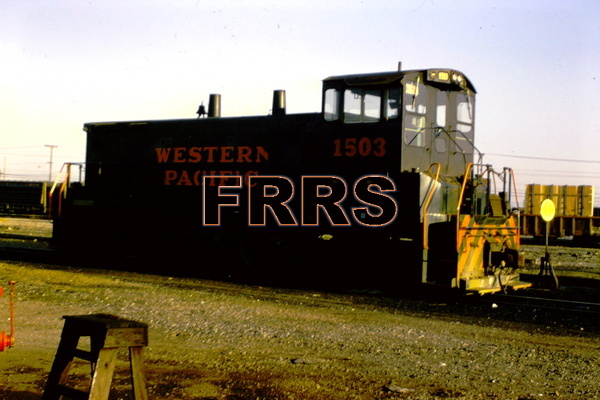 WESTERN
PACIFIC
1503
FRRS